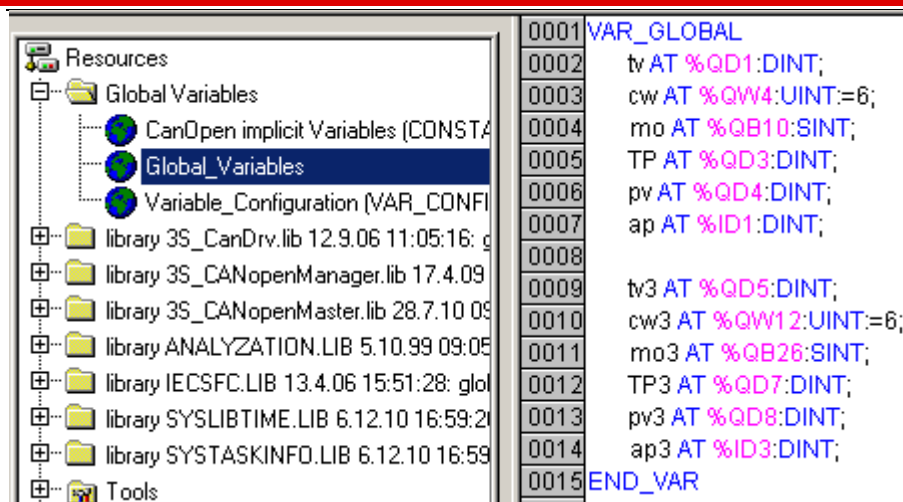 Resources
Global Variables
CanOpen implicit Variables (CONSTA
Global_Variables
Variable_Configuration (VAR_CONFI
library 3S_CanDrv.lib 12.9.06 11:05:16: g
library 3S_CANopenManager.lib 17.4.09
library 3S_CANopenMaster.lib 28.7.10 09
library ANALYZATION.LIB 5.10.99 09:05
library IECSFC.LIB 13.4.06 15:51:28: glol
library SYSLIBTIME.LIB 6.12.10 16:59:2
library SYSTASKINFO.LIB 6.12.10 16:59
Tools
0001 VAR_GLOBAL
0002 tv AT %QD1:DINT;
0003 cw AT %QW4:UINT:=6;
0004 mo AT %QB10:SINT;
0005 TP AT %QD3:DINT;
0006 pv AT %QD4:DINT;
0007 ap AT %ID1:DINT;
0008
0009 tv3 AT %QD5:DINT;
0010 cw3 AT %QW12:UINT:=6;
0011 mo3 AT %QB26:SINT;
0012 TP3 AT %QD7:DINT;
0013 pv3 AT %QD8:DINT;
0014 ap3 AT %ID3:DINT;
0015 END_VAR